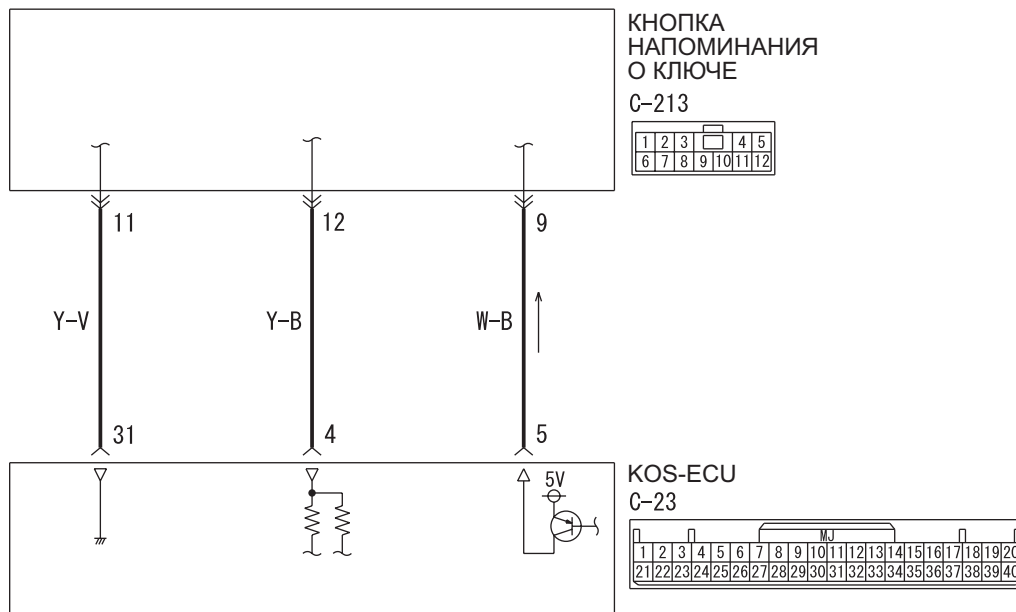 КНОПКА
НАПОМИНАНИЯ
О КЛЮЧЕ
C-213
1 2 3 4 5
6 7 8 9 10 11 12
11 12 9
Y-V Y-B W-B
31 4 5
5V
KOS-ECU
C-23
MJ
1 2 3 4 5 6 7 8 9 10 11 12 13 14 15 16 17 18 19 20
21 22 23 24 25 26 27 28 29 30 31 32 33 34 35 36 37 38 39 40